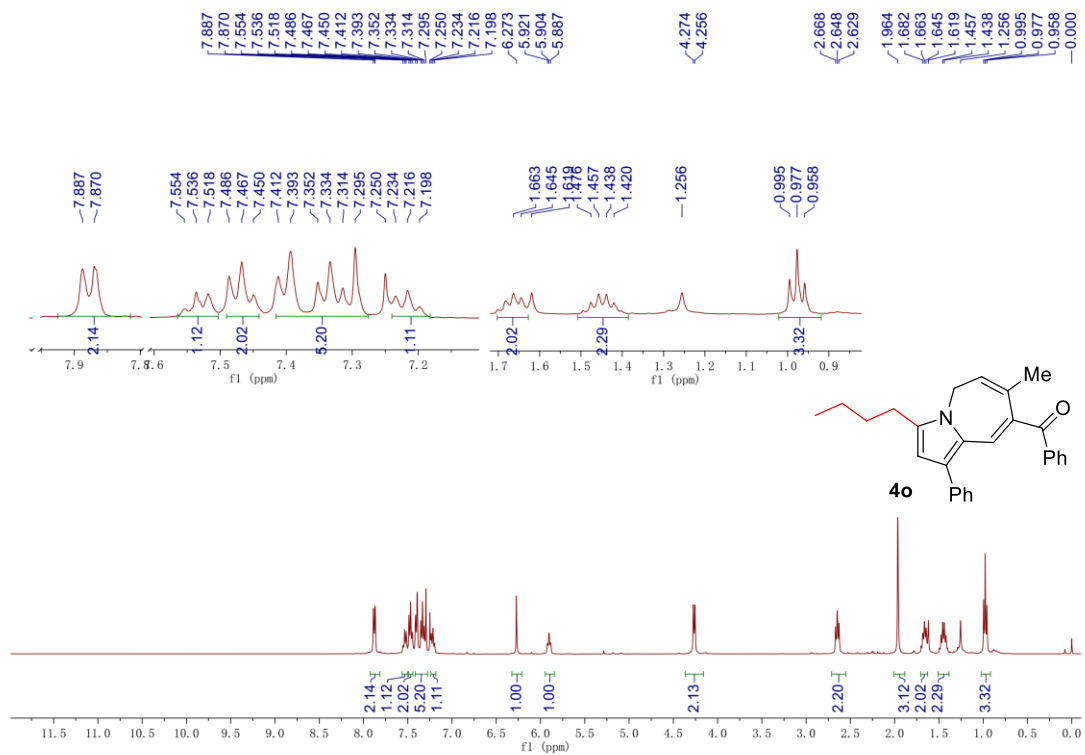 7.887 7.870 7.554 7.536 7.518 7.486 7.467 7.450 7.412 7.393 7.352 7.334 7.314 7.295 7.250 7.234 7.216 7.198 6.273 5.921 5.904 5.887 4.274 4.256 2.668 2.648 2.629 1.964 1.682 1.663 1.645 1.619 1.457 1.438 1.256 0.995 0.977 0.958 0.000
7.887 7.870 7.554 7.536 7.518 7.486 7.467 7.450 7.412 7.393 7.352 7.334 7.314 7.295 7.250 7.234 7.216 7.198
1.663 1.645 1.619 1.476 1.457 1.438 1.420 1.256 0.995 0.977 0.958
2.14 1.12 2.02 5.20 1.11
7.9 7.8 7.6 7.5 7.4 7.3 7.2
f1 (ppm)
2.02 2.29 3.32
1.7 1.6 1.5 1.4 1.3 1.2 1.1 1.0 0.9
f1 (ppm)
Me
N
O
Ph
Ph
4o
2.14 1.12 2.02 5.20 1.11 1.00 1.00 2.13 2.20 3.12 2.02 2.29 3.32
11.5 11.0 10.5 10.0 9.5 9.0 8.5 8.0 7.5 7.0 6.5 6.0 5.5 5.0 4.5 4.0 3.5 3.0 2.5 2.0 1.5 1.0 0.5 0.0
f1 (ppm)